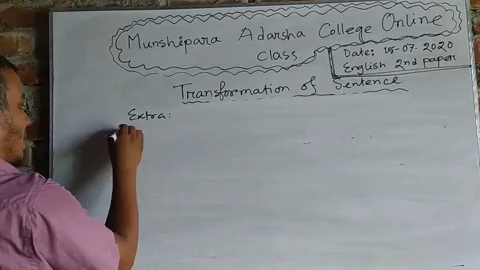 Munshipara Adarsha College Online
Class
Date: 15-07-2020
English 2nd paper
Transformation of Sentence
Extra: